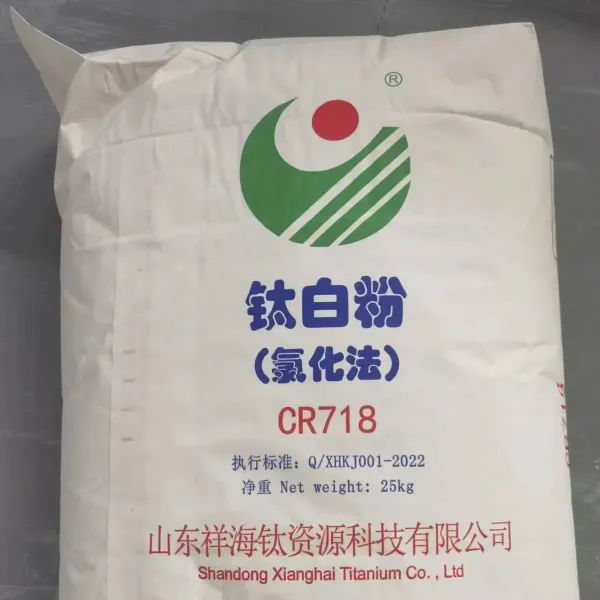 ®
钛白粉
(氯化法)
CR718
执行标准: Q/XHKJ001-2022
净重 Net weight: 25kg
山东祥海钛资源科技有限公司
Shandong Xianghai Titanium Co. , Ltd